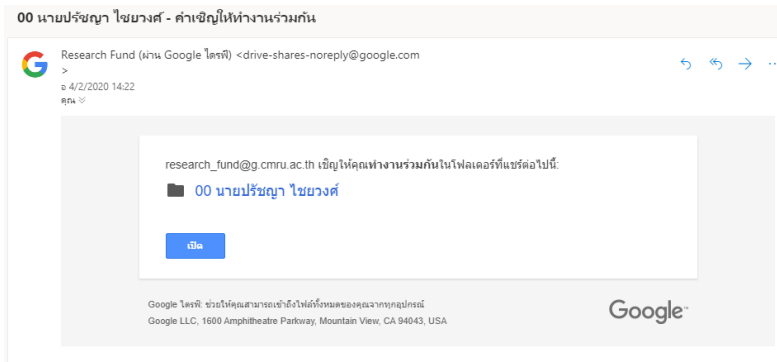 00 นายปรัชญา ไชยวงศ์ - คำเชิญให้ทำงานร่วมกัน
Research Fund (ผ่าน Google ไดรฟ์) <drive-shares-noreply@google.com
>
อ 4/2/2020 14:22
คุณ
research_fund@g.cmru.ac.th เชิญให้คุณทำงานร่วมกันในโฟลเดอร์ที่แชร์ต่อไปนี้:
00 นายปรัชญา ไชยวงศ์
เปิด
Google ไดรฟ์: ช่วยให้คุณสามารถเข้าถึงไฟล์ทั้งหมดของคุณจากทุกอุปกรณ์
Google LLC, 1600 Amphitheatre Parkway, Mountain View, CA 94043, USA
Google